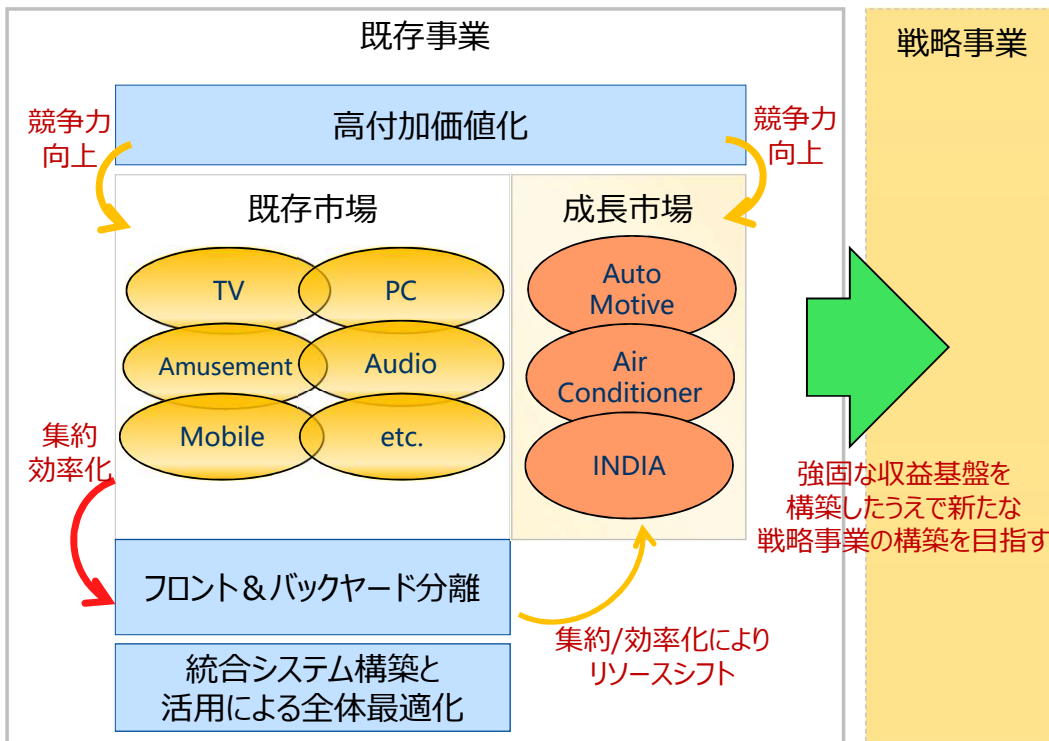 既存事業
戦略事業
競争力
向上
高付加価値化
競争力
向上
既存市場
成長市場
TV
PC
Amusement
Audio
Mobile
etc.
Auto
Motive
Air
Conditioner
INDIA
集約
効率化
強固な収益基盤を
構築したうえで新たな
戦略事業の構築を目指す
フロント＆バックヤード分離
集約/効率化により
リソースシフト
統合システム構築と
活用による全体最適化